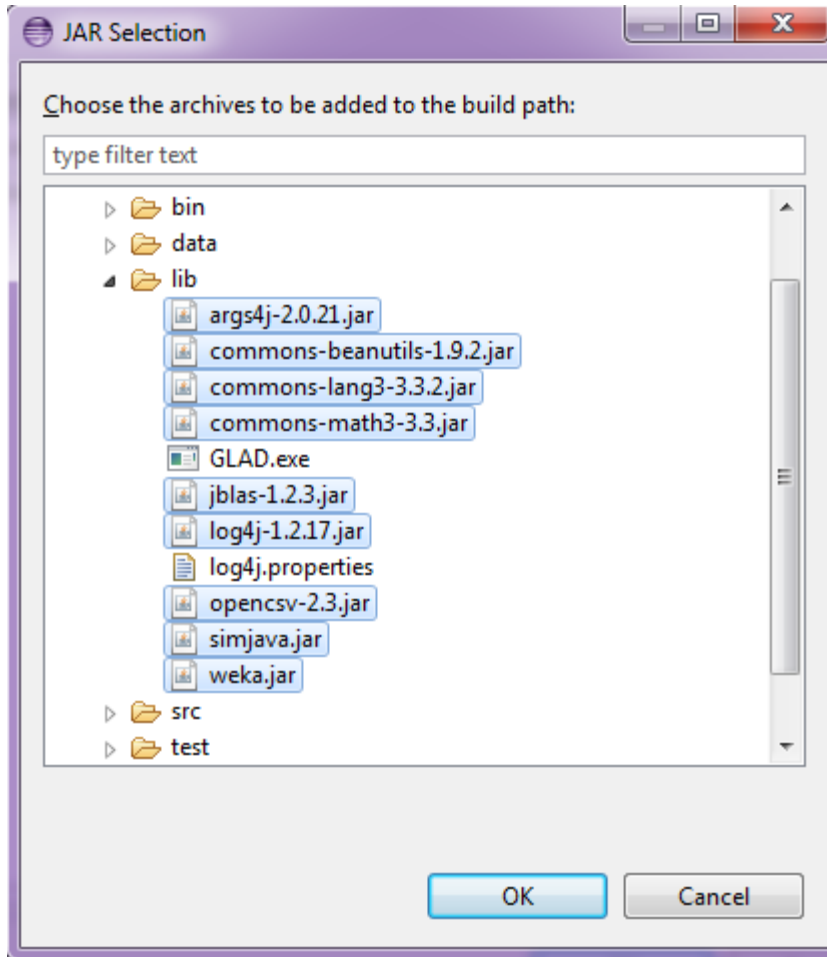 JAR Selection
Choose the archives to be added to the build path:
type filter text
bin
data
lib
args4j-2.0.21.jar
commons-beanutils-1.9.2.jar
commons-lang3-3.3.2.jar
commons-math3-3.3.jar
GLAD.exe
jblas-1.2.3.jar
log4j-1.2.17.jar
log4j.properties
opencsv-2.3.jar
simjava.jar
weka.jar
src
test
OK Cancel